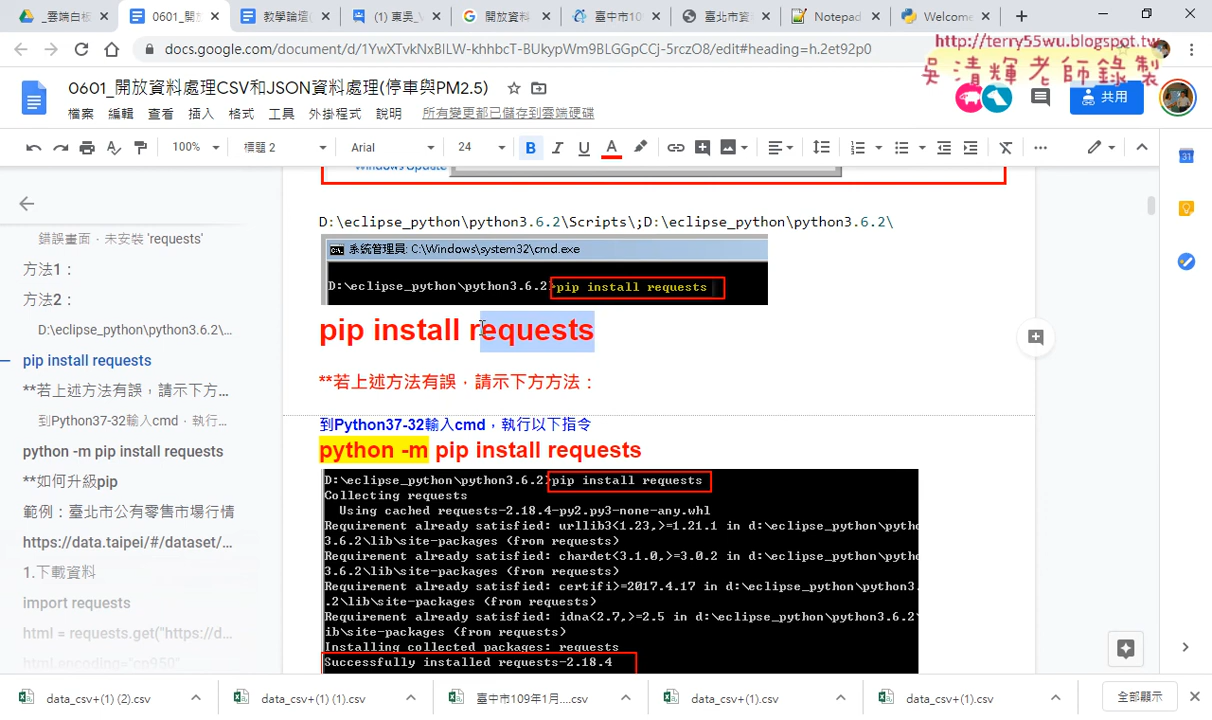 _雲端白板
0601_開放
教學論壇
(1) 東吳_V
開放資料
臺中市10
臺北市資
Notepad
Welcome
docs.google.com/document/d/1YwXTvkNxBILW-khhbcT-BUkypWm9BLGGpCCj-5rczO8/edit#heading=h.2et92p0
http://terry55wu.blogspot.tw
吳清輝老師錄製
0601_開放資料處理CSV和JSON資料處理(停車與PM2.5)
檔案 編輯 查看 插入 格式 工具 外掛程式 說明 所有變更都已儲存到雲端硬碟
共用
100% 標題 2 Arial 24 B I U A
錯誤畫面，未安裝 'requests'
方法1：
方法2：
D:\eclipse_python\python3.6.2\...
pip install requests
**若上述方法有誤，請示下方...
到Python37-32輸入cmd，執行...
python -m pip install requests
**如何升級pip
範例：臺北市公有零售市場行情
https://data.taipei/#/dataset/...
1.下載資料
import requests
html = requests.get("https://d...
html.encoding="cp950"
Windows Update
D:\eclipse_python\python3.6.2\Scripts\;D:\eclipse_python\python3.6.2\
系統管理員: C:\Windows\system32\cmd.exe
D:\eclipse_python\python3.6.2>pip install requests
pip install requests
**若上述方法有誤，請示下方方法：
到Python37-32輸入cmd，執行以下指令
python -m pip install requests
D:\eclipse_python\python3.6.2>pip install requests
Collecting requests
Using cached requests-2.18.4-py2.py3-none-any.whl
Requirement already satisfied: urllib3<1.23,>=1.21.1 in d:\eclipse_python\pytho
3.6.2\lib\site-packages (from requests)
Requirement already satisfied: chardet<3.1.0,>=3.0.2 in d:\eclipse_python\pytho
3.6.2\lib\site-packages (from requests)
Requirement already satisfied: certifi>=2017.4.17 in d:\eclipse_python\python3.
.2\lib\site-packages (from requests)
Requirement already satisfied: idna<2.7,>=2.5 in d:\eclipse_python\python3.6.2\
ib\site-packages (from requests)
Installing collected packages: requests
Successfully installed requests-2.18.4
31
data_csv+(1) (2).csv
data_csv+(1) (1).csv
臺中市109年1月....csv
data_csv+(1).csv
data_csv+(1).csv
全部顯示